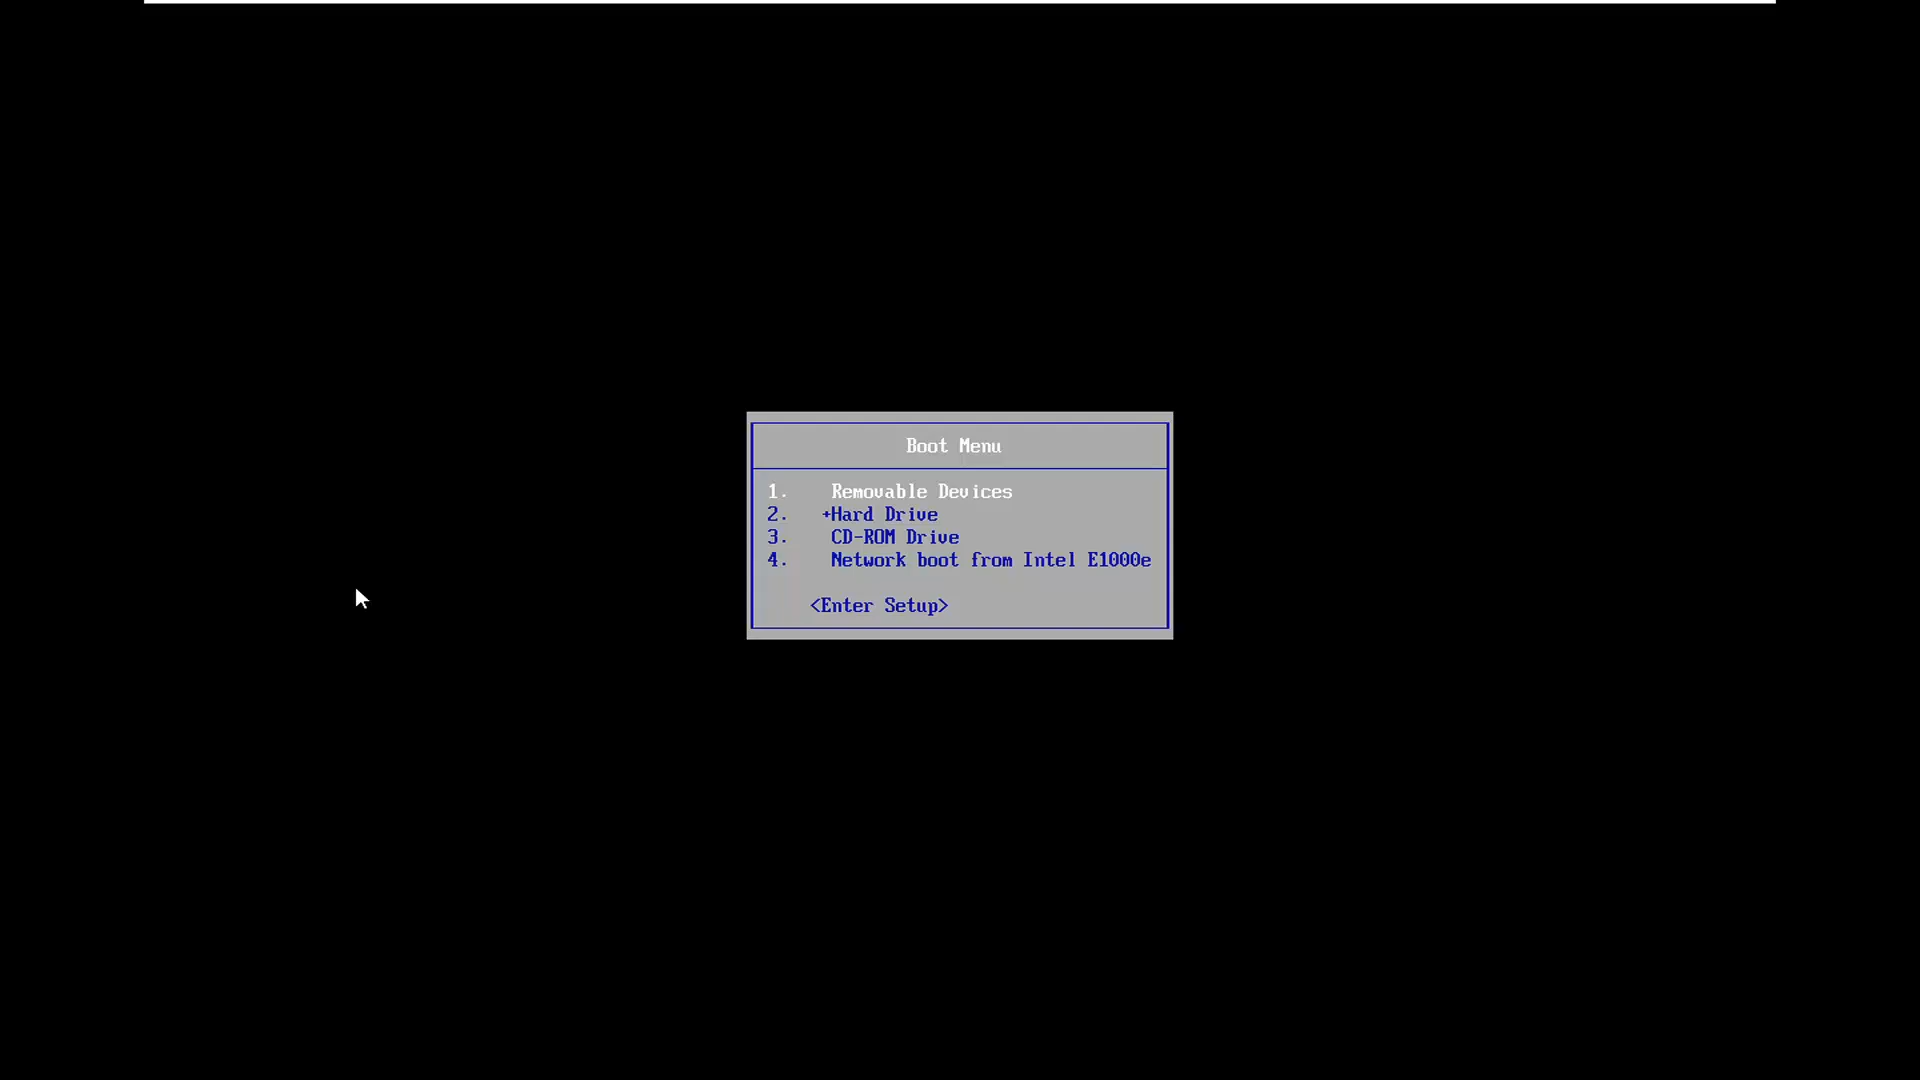 Boot Menu
1. Removable Devices
2. +Hard Drive
3. CD-ROM Drive
4. Network boot from Intel E1000e
<Enter Setup>